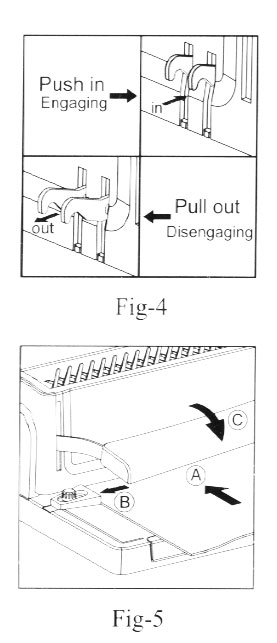 Push in
Engaging
in
out
Pull out
Disengaging
Fig-4
C
A
B
Fig-5